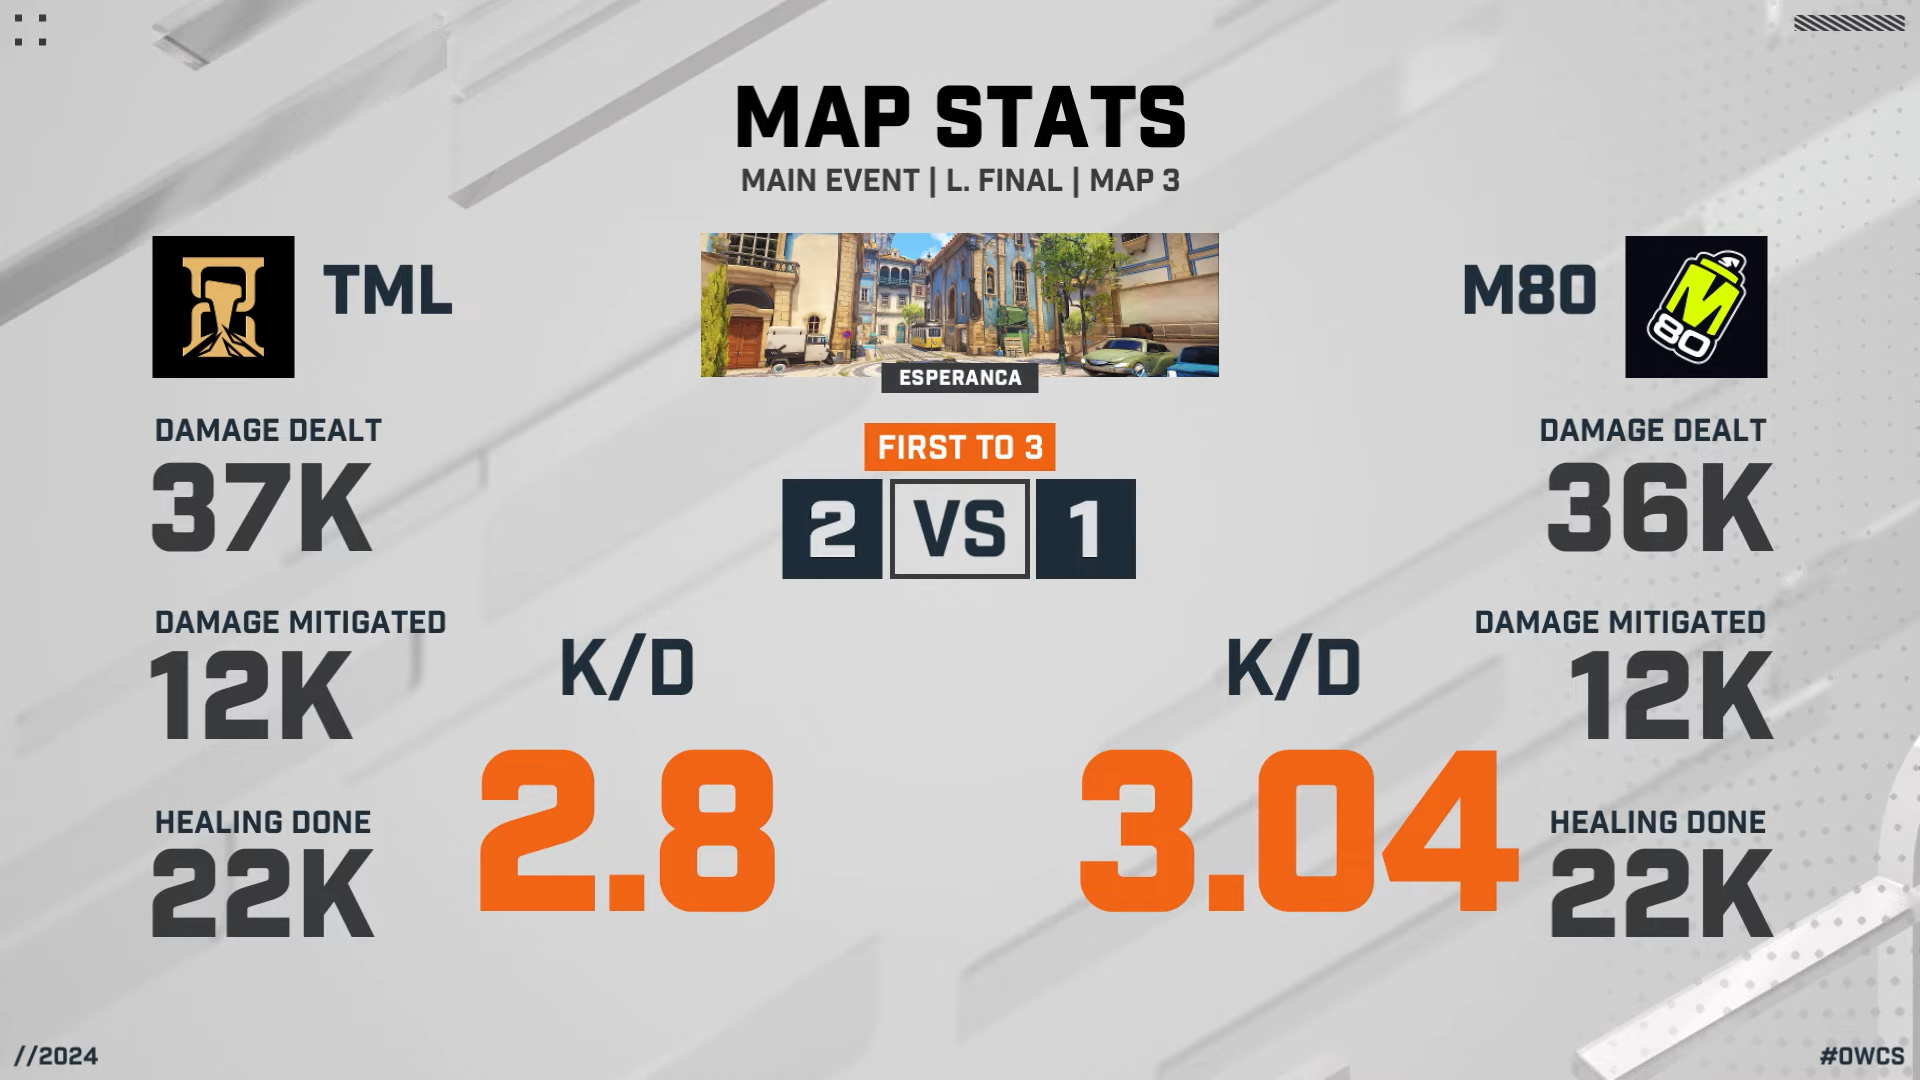 MAP STATS
MAIN EVENT | L. FINAL | MAP 3
TML
M80
M
80
ESPERANCA
FIRST TO 3
2 VS 1
DAMAGE DEALT
37K
DAMAGE MITIGATED
12K
HEALING DONE
22K
K/D
2.8
K/D
3.04
DAMAGE DEALT
36K
DAMAGE MITIGATED
12K
HEALING DONE
22K
//2024
#OWCS